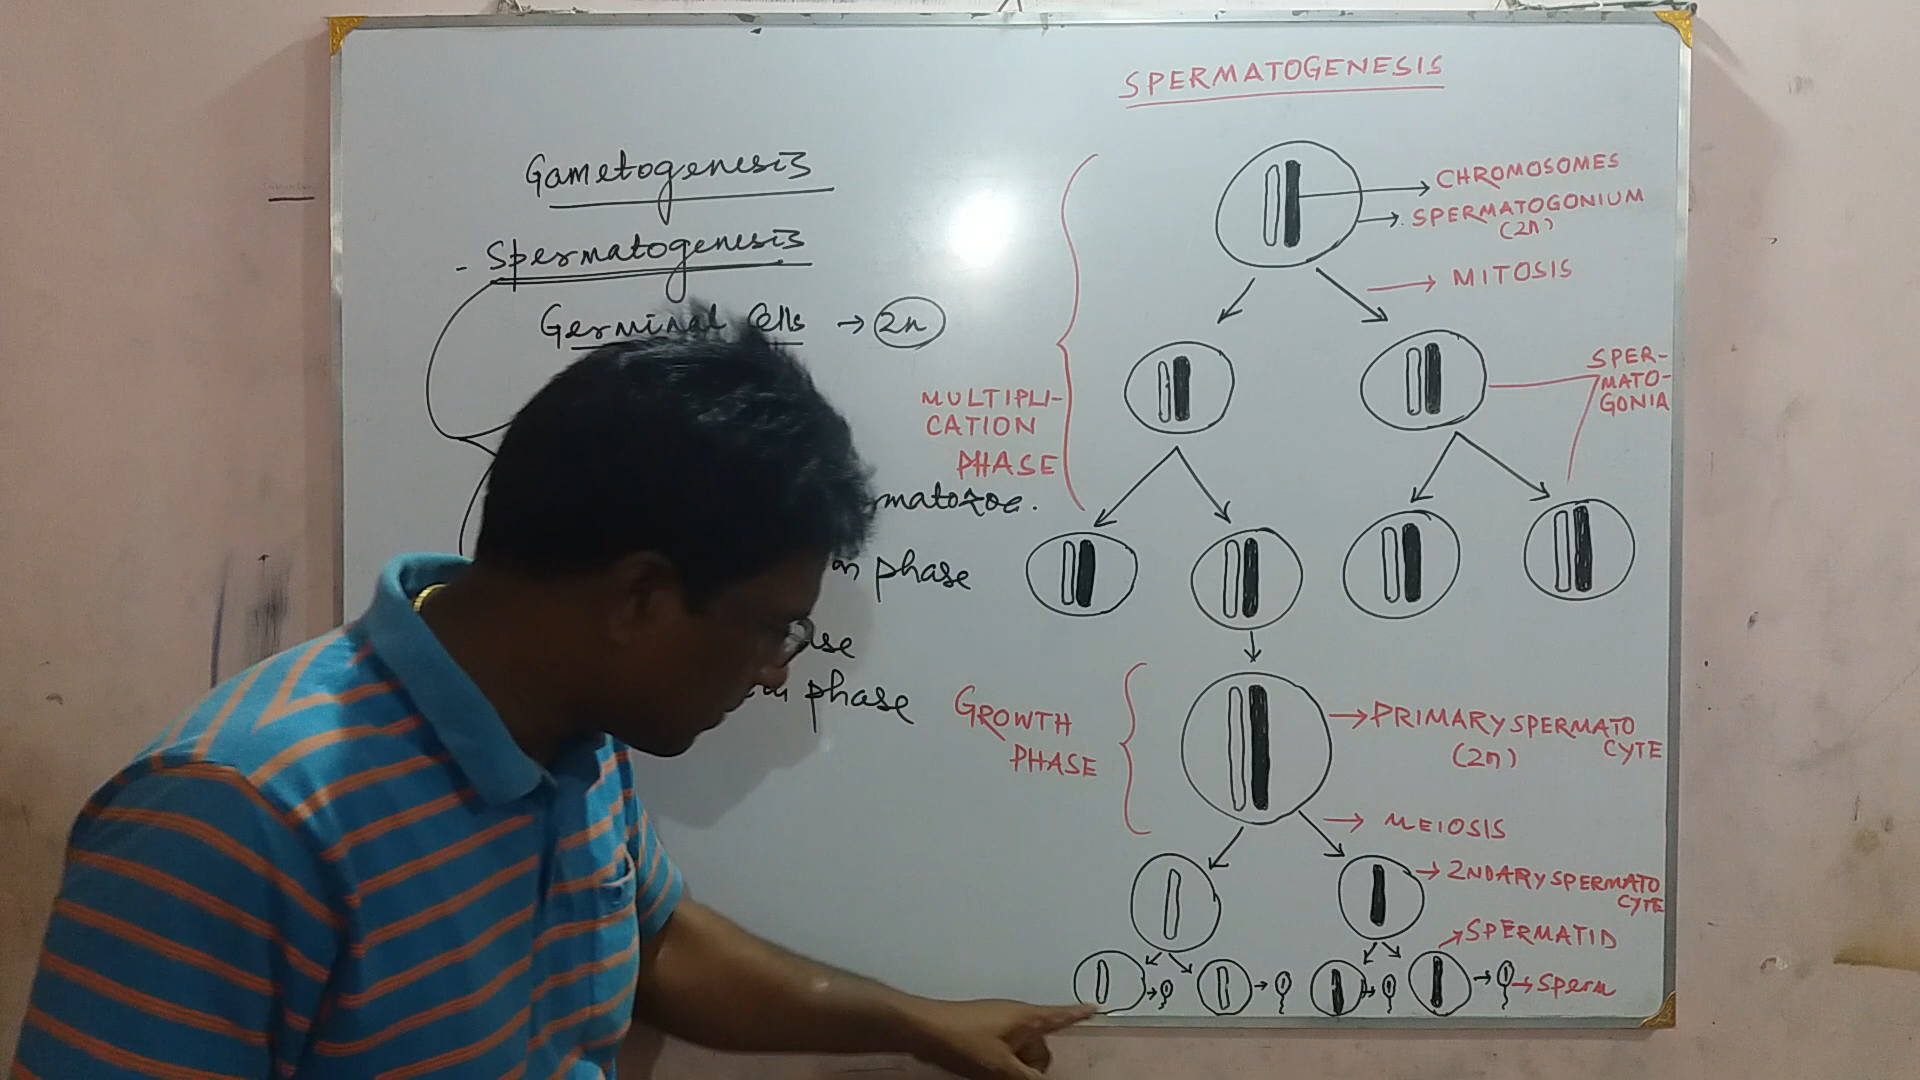 Gametogenesis
- Spermatogenesis
Germinal Cells → 2n
matozoa.
on phase
phase
SPERMATOGENESIS
CHROMOSOMES
SPERMATOGONIUM
(2n)
MITOSIS
SPER-
MATO-
GONIA
MULTIPLI-
CATION
PHASE
GROWTH
PHASE
PRIMARY SPERMATO
CYTE
(2n)
MEIOSIS
2NDARY SPERMATO
CYTE
SPERMATID
Sperm